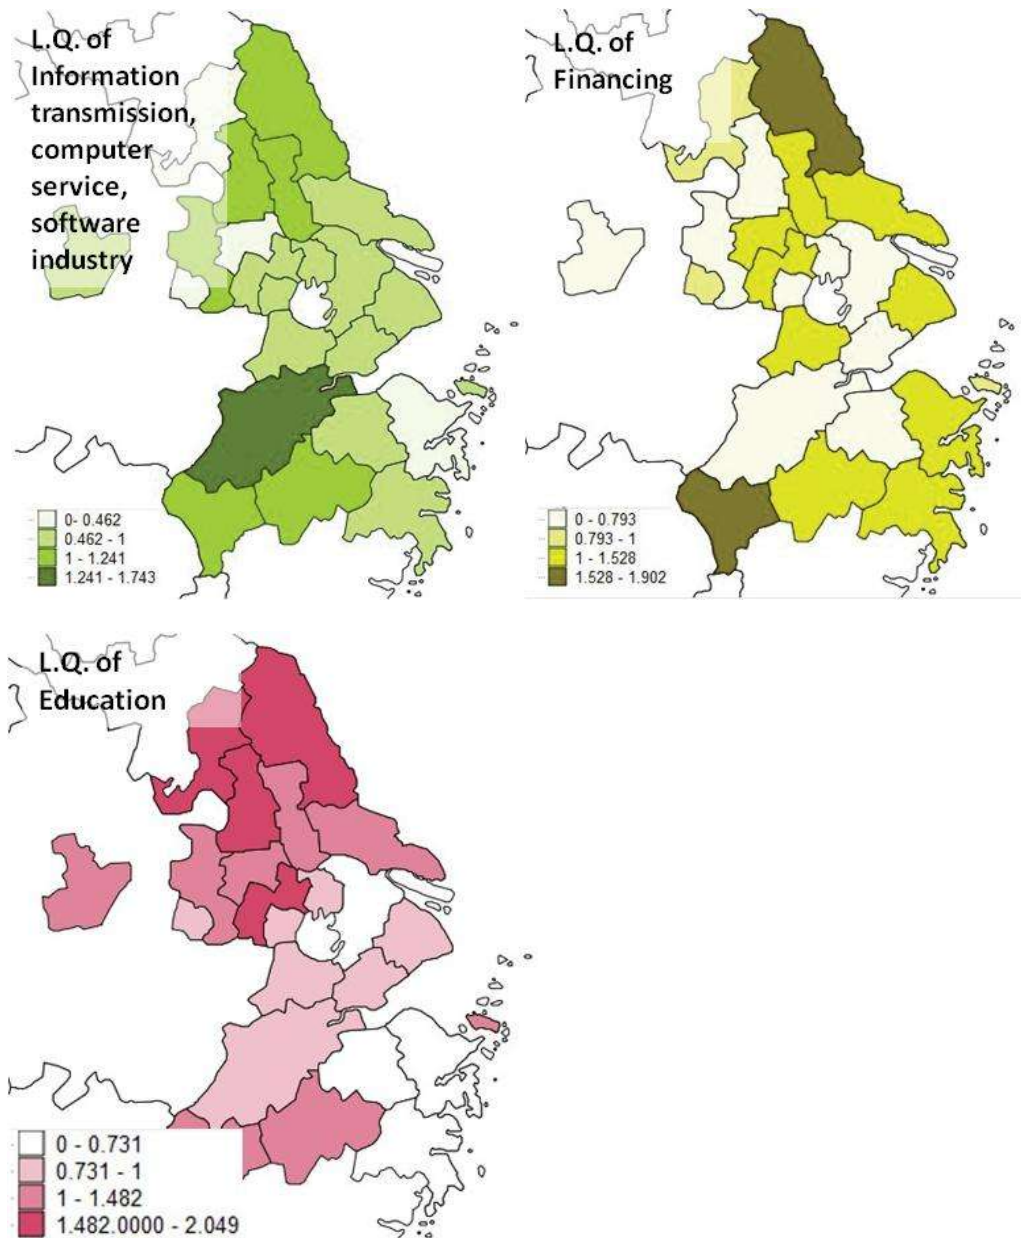 L.Q. of
Information
transmission,
computer
service,
software
industry
0- 0.462
0.462 - 1
1 - 1.241
1.241 - 1.743
L.Q. of
Financing
0 - 0.793
0.793 - 1
1 - 1.528
1.528 - 1.902
L.Q. of
Education
0 - 0.731
0.731 - 1
1 - 1.482
1.482.0000 - 2.049